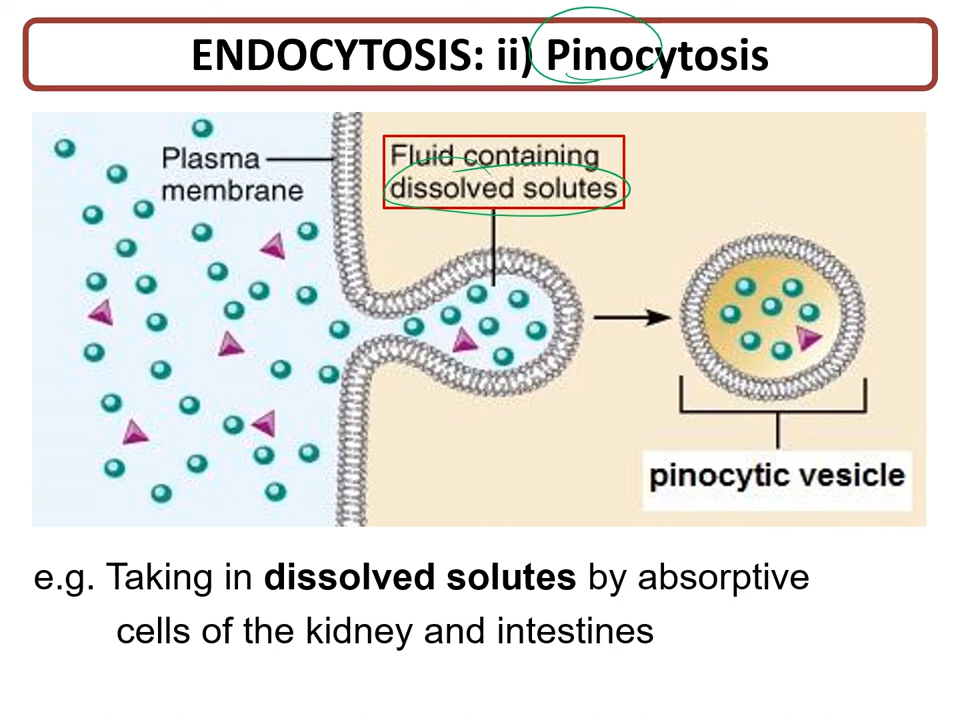 ENDOCYTOSIS: ii) Pinocytosis
Plasma
membrane
Fluid containing
dissolved solutes
pinocytic vesicle
e.g. Taking in dissolved solutes by absorptive
cells of the kidney and intestines